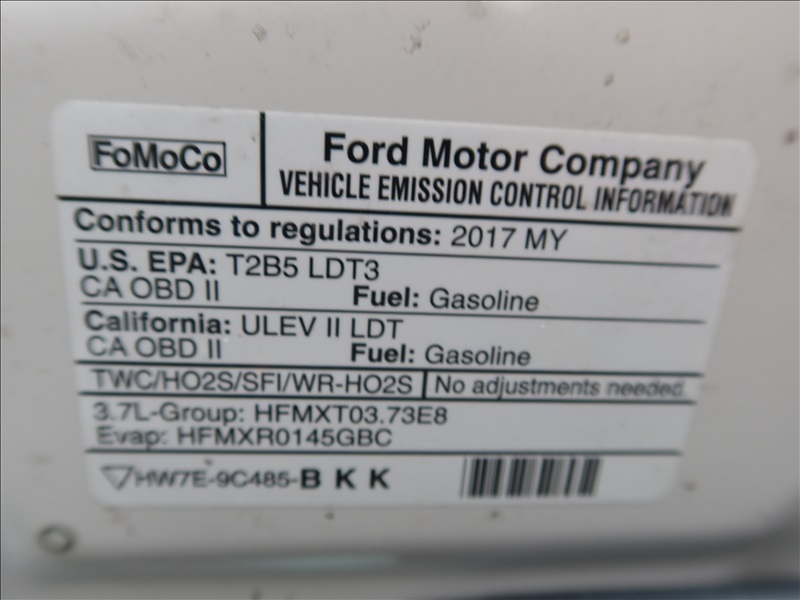 FoMoCo
Ford Motor Company
VEHICLE EMISSION CONTROL INFORMATION
Conforms to regulations: 2017 MY
U.S. EPA: T2B5 LDT3
CA OBD II Fuel: Gasoline
California: ULEV II LDT
CA OBD II Fuel: Gasoline
TWC/HO2S/SFI/WR-HO2S No adjustments needed.
3.7L-Group: HFMXT03.73E8
Evap: HFMXR0145GBC
HW7E-9C485-B K K